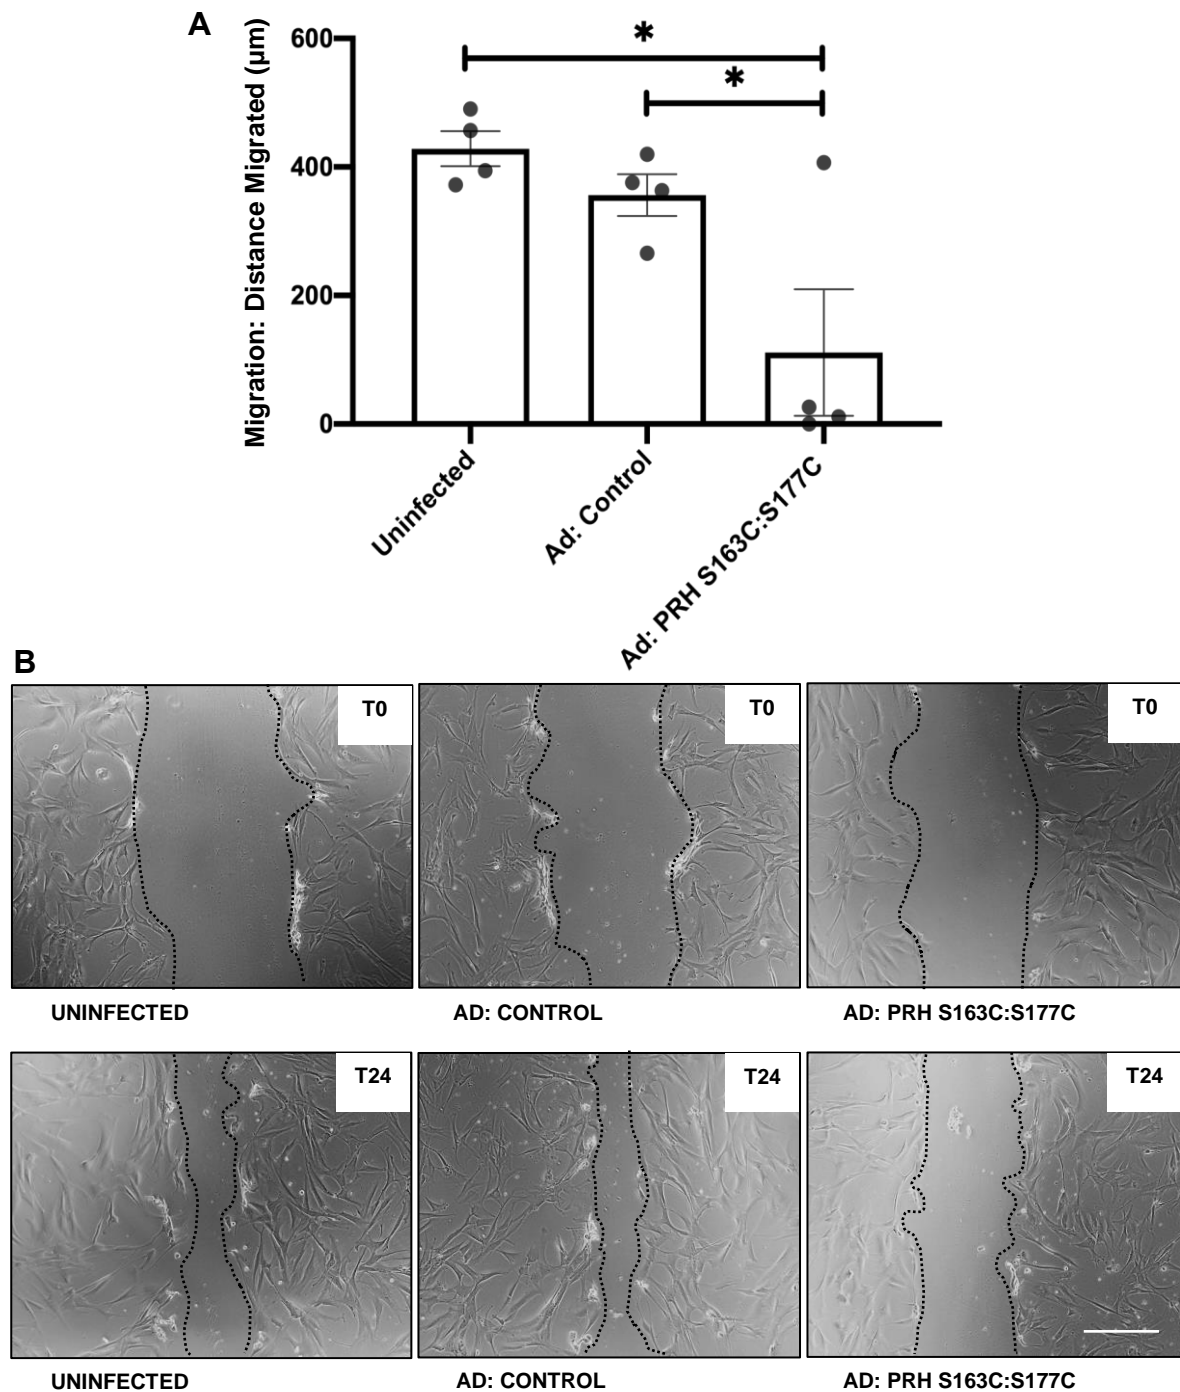 A
Migration: Distance Migrated (µm)
600
400
200
0
*
*
Uninfected
Ad: Control
Ad: PRH S163C:S177C
B
T0
T0
T0
UNINFECTED
AD: CONTROL
AD: PRH S163C:S177C
T24
T24
T24
UNINFECTED
AD: CONTROL
AD: PRH S163C:S177C